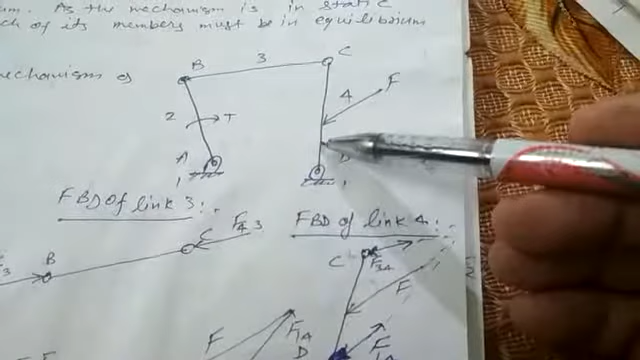 As the mechanism is in static
of its members must be in equilibrium
mechanism of
B 3 C
2 T 4 F
A
1 1
FBD of link 3:-
F43
B C
FBD of link 4:-
C F34
F
F F14
D